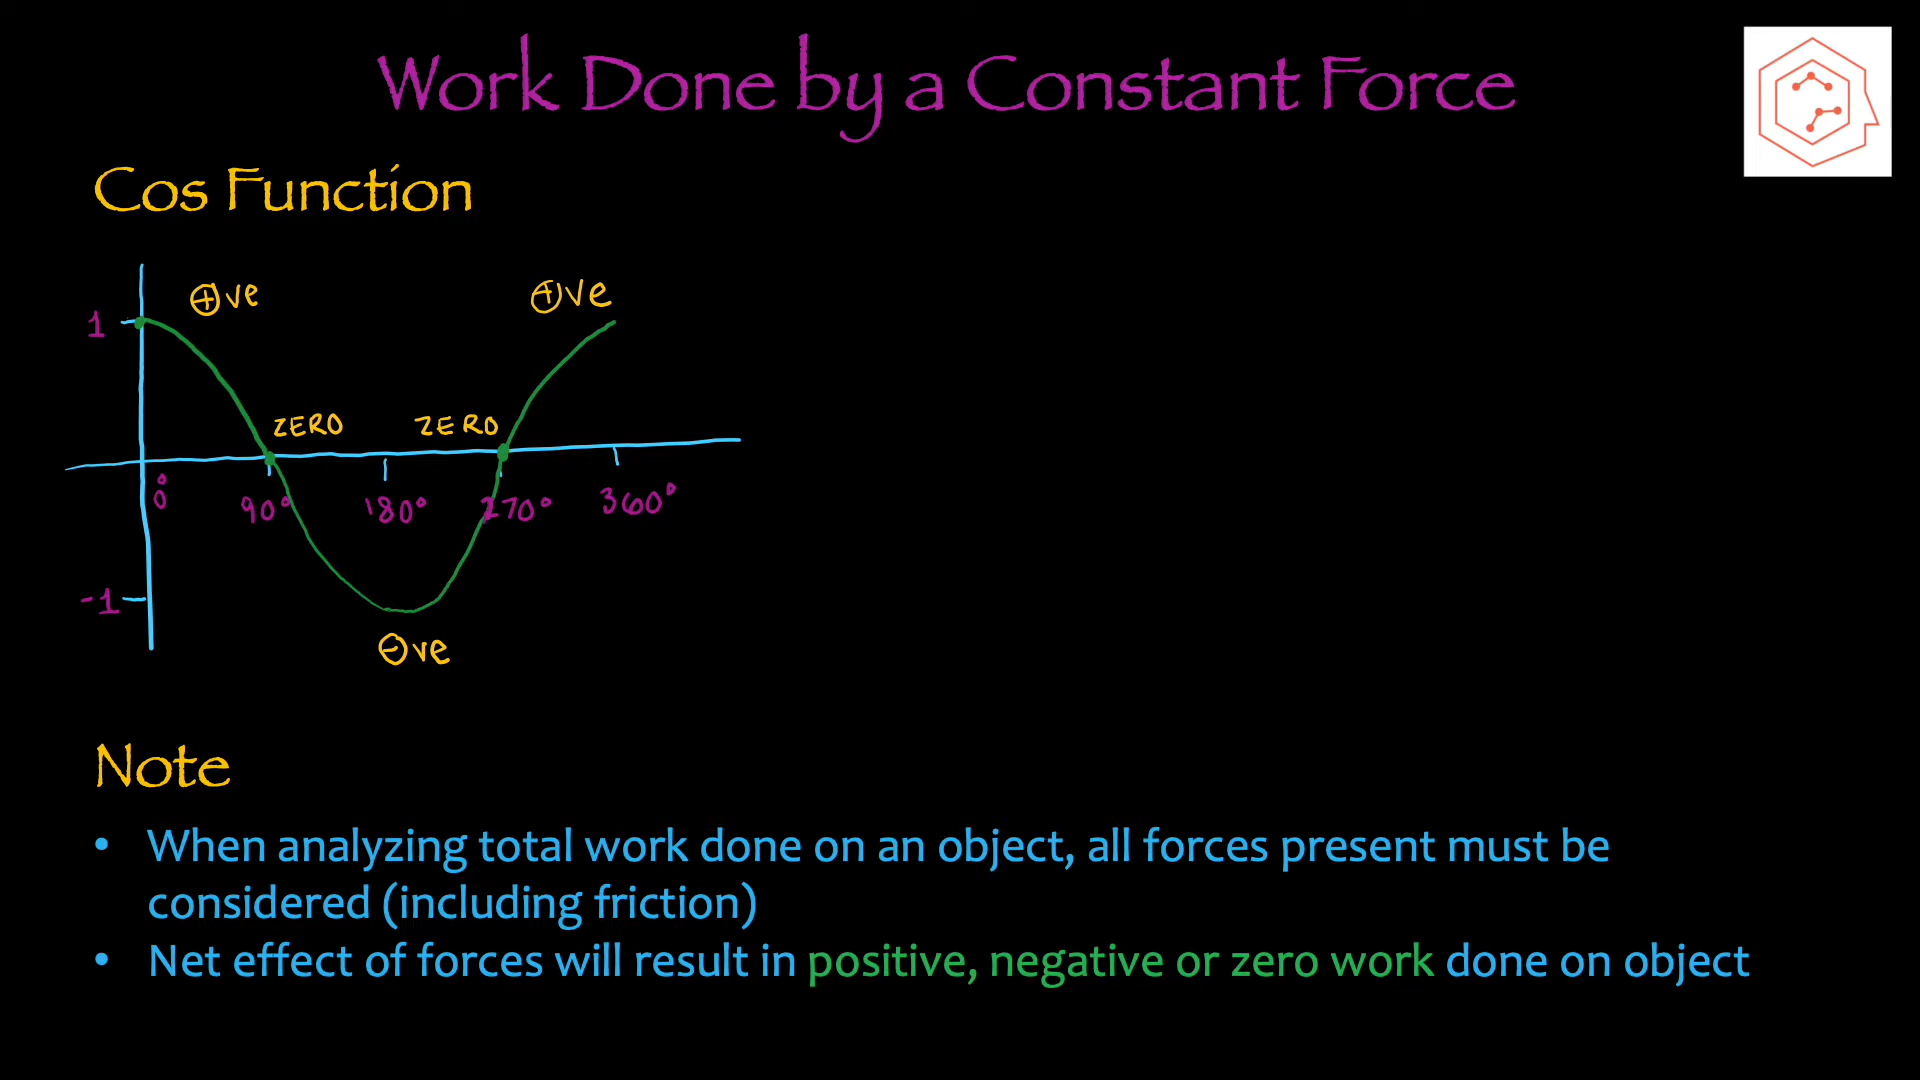 Work Done by a Constant Force
Cos Function
⊕ve
⊕ve
1
ZERO
ZERO
0°
90°
180°
270°
360°
-1
⊖ve
Note
• When analyzing total work done on an object, all forces present must be
considered (including friction)
• Net effect of forces will result in positive, negative or zero work done on object